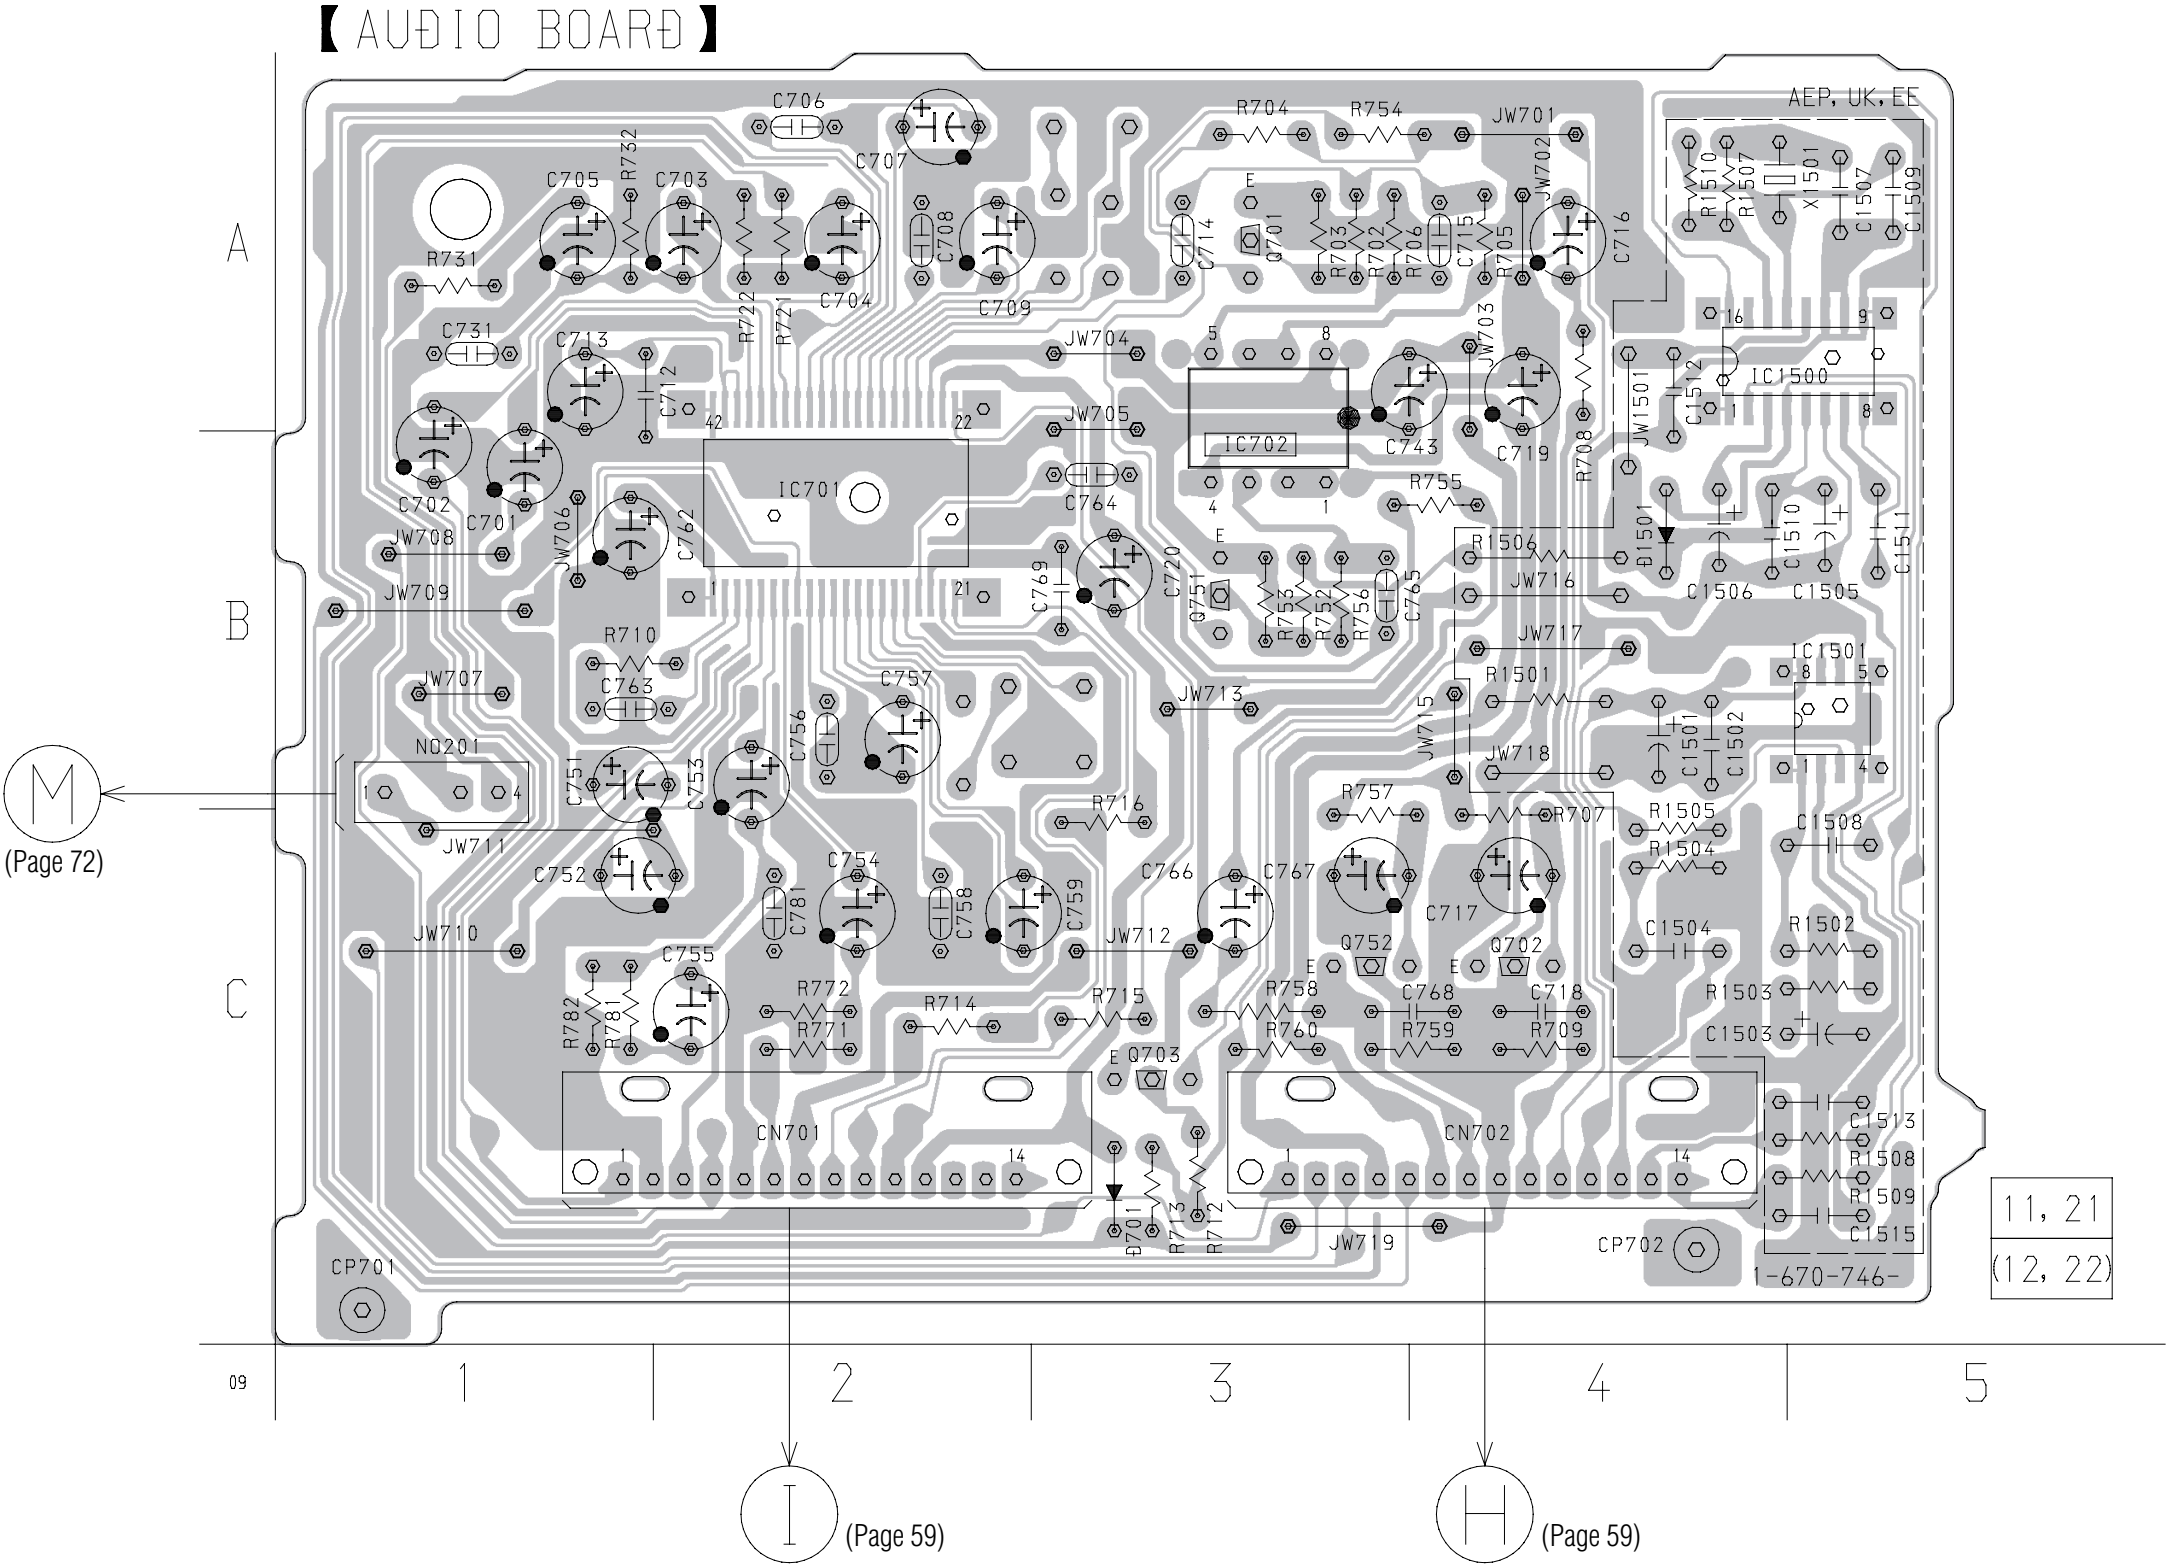 【 AUDIO BOARD 】
AEP, UK, EE
C706
R704 R754 JW701
C707
R732
JW702
R1510 R1507 X1501 C1507 C1509
C705 C703
E
A
C708 C714 Q701 R703 R702 R706 C715 R705 C716
R731
C704 C709
R722 R721
C731 C713
JW704
5 8
JW703
16 9
C712
IC1500
JW1501 C1512
1 8
42 22
JW705
IC702
C743 C719 R708
IC701
C702 C701
C764
R755
4 1
JW706 C762
JW708
E
R1506
D1501 C1510 C1511
JW709
1 21
C769 C720 Q751 R753 R752 R756 C765
JW716
C1506 C1505
B
R710
JW717
IC1501
8 5
JW707
C763
C757
JW713
R1501
C756
JW715
C1501 C1502
NO201
1 4
C751 C753
JW718
1 4
M
(Page 72)
R716
R757
R707
R1505
C1508
JW711
R1504
C752
C754
C766 C767
C781 C758 C759
C717
JW710
JW712
Q752 Q702
C1504 R1502
C755
E E
C
R782 R781
R772
R714
R715
R758
C768 C718
R1503
R771
R760 R759 R709
C1503
E Q703
CN701
CN702
C1513
1 14
1 14
R1508
R1509
D701 R713 R712
C1515
JW719
CP701
CP702
1-670-746-
11, 21
(12, 22)
09
1 2 3 4 5
I
(Page 59)
H
(Page 59)